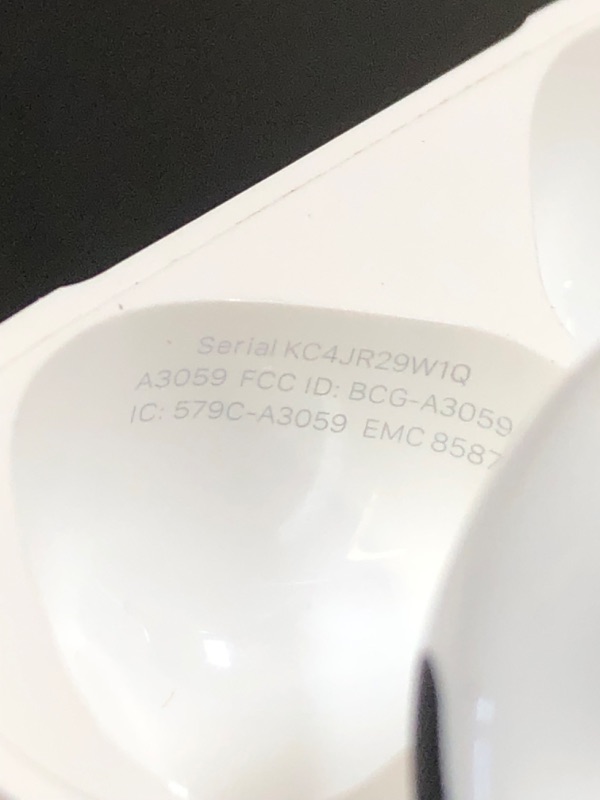 Serial KC4JR29W1Q
A3059 FCC ID: BCG-A3059
IC: 579C-A3059 EMC 8587